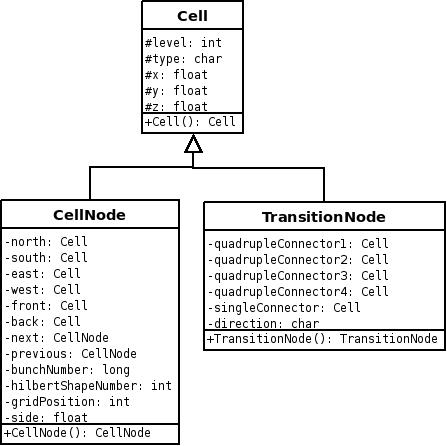 Cell
#level: int
#type: char
#x: float
#y: float
#z: float
+Cell(): Cell
CellNode
-north: Cell
-south: Cell
-east: Cell
-west: Cell
-front: Cell
-back: Cell
-next: CellNode
-previous: CellNode
-bunchNumber: long
-hilbertShapeNumber: int
-gridPosition: int
-side: float
+CellNode(): CellNode
TransitionNode
-quadrupleConnector1: Cell
-quadrupleConnector2: Cell
-quadrupleConnector3: Cell
-quadrupleConnector4: Cell
-singleConnector: Cell
-direction: char
+TransitionNode(): TransitionNode